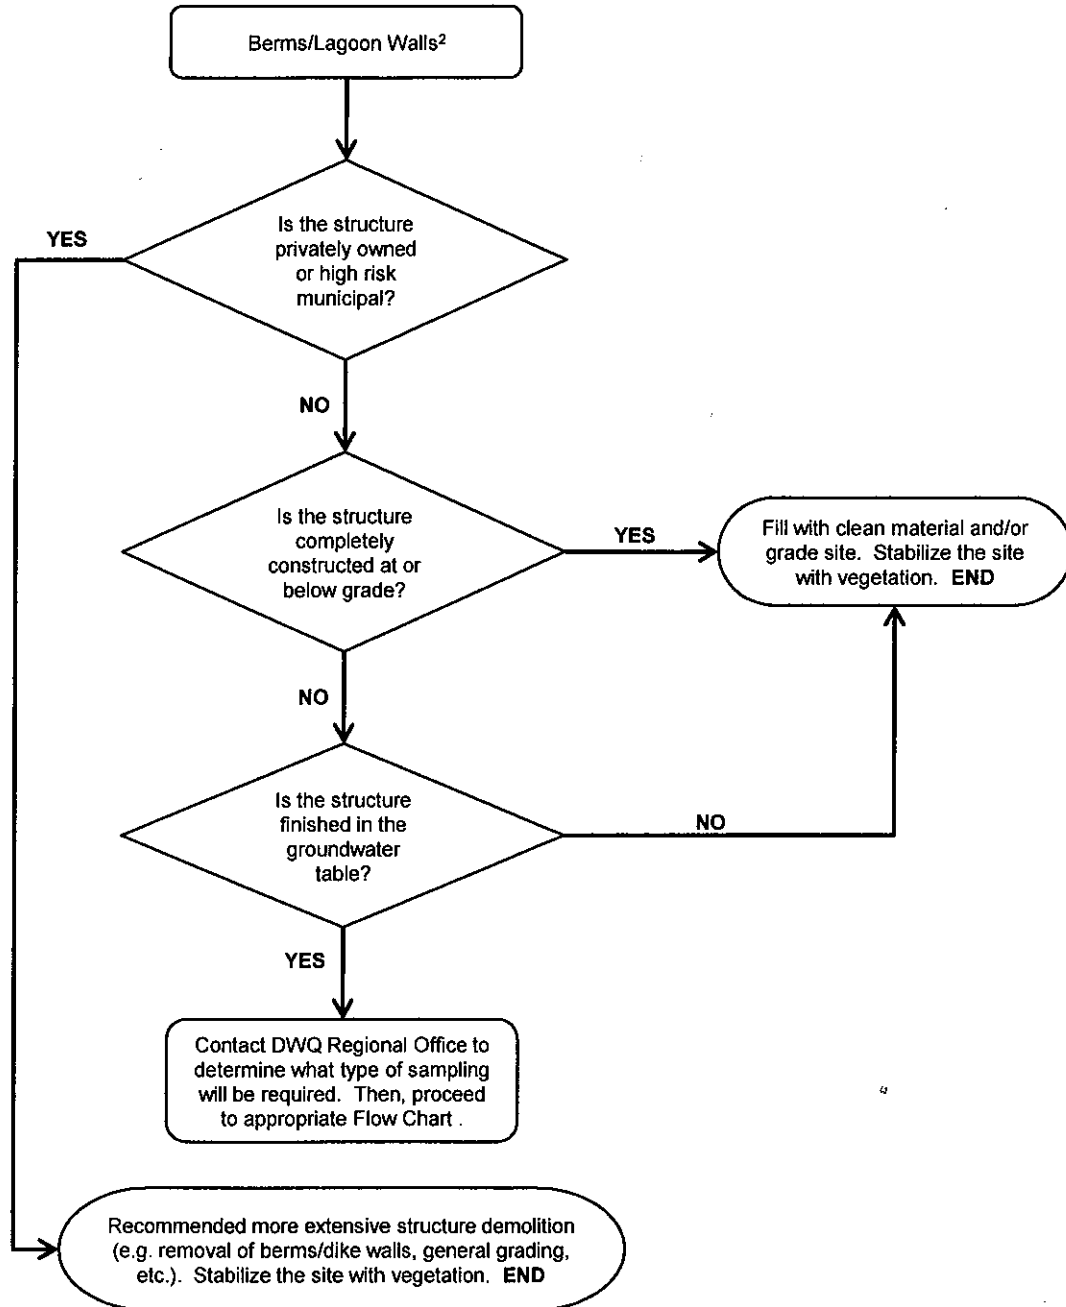 Berms/Lagoon Walls²
Is the structure
privately owned
or high risk
municipal?
YES
NO
Is the structure
completely
constructed at or
below grade?
YES
Fill with clean material and/or
grade site. Stabilize the site
with vegetation. END
NO
Is the structure
finished in the
groundwater
table?
NO
YES
Contact DWQ Regional Office to
determine what type of sampling
will be required. Then, proceed
to appropriate Flow Chart .
Recommended more extensive structure demolition
(e.g. removal of berms/dike walls, general grading,
etc.). Stabilize the site with vegetation. END